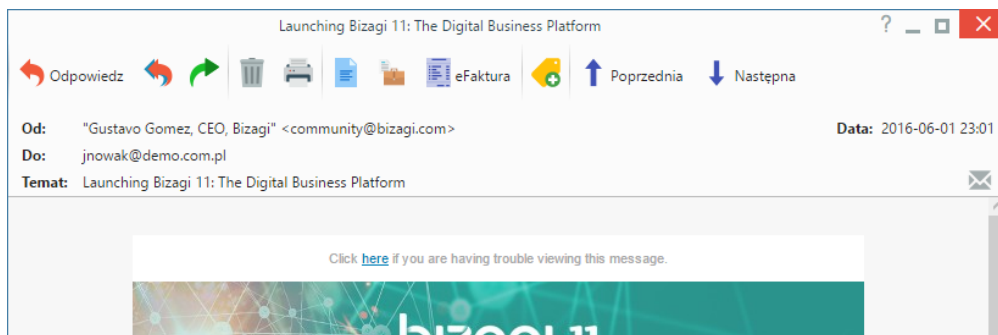 Launching Bizagi 11: The Digital Business Platform
?
Odpowiedz eFaktura Poprzednia Następna
Od: "Gustavo Gomez, CEO, Bizagi" <community@bizagi.com> Data: 2016-06-01 23:01
Do: jnowak@demo.com.pl
Temat: Launching Bizagi 11: The Digital Business Platform
Click here if you are having trouble viewing this message.
bizagi 11